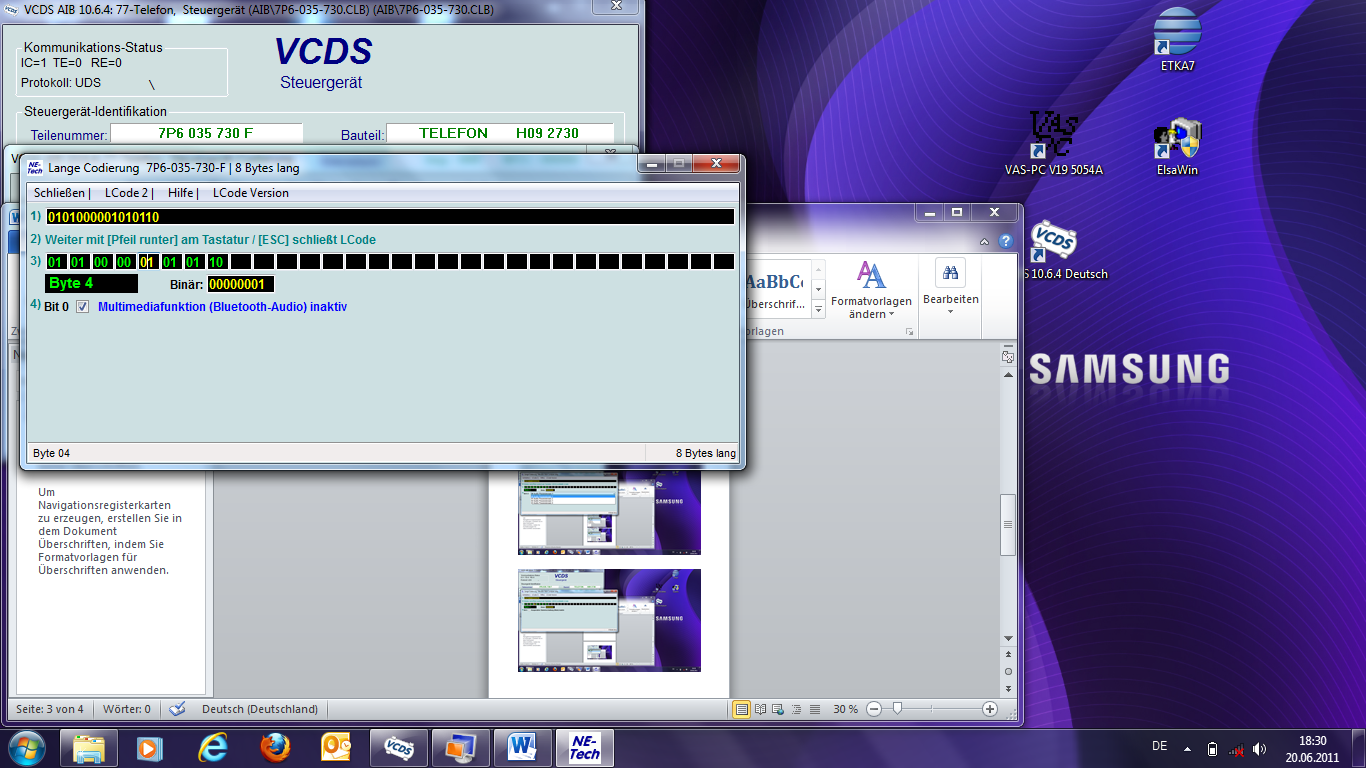 VCDS AIB 10.6.4: 77-Telefon, Steuergerät (AIB\7P6-035-730.CLB) (AIB\7P6-035-730.CLB)
Kommunikations-Status
IC=1 TE=0 RE=0
Protokoll: UDS \
VCDS
Steuergerät
Steuergerät-Identifikation
Teilenummer: 7P6 035 730 F
Bauteil: TELEFON H09 2730
NE-Tech Lange Codierung 7P6-035-730-F | 8 Bytes lang
Schließen | LCode 2 | Hilfe | LCode Version
1) 0101000001010110
2) Weiter mit [Pfeil runter] am Tastatur / [ESC] schließt LCode
3) 01 01 00 00 01 01 01 10
Byte 4 Binär: 00000001
4) Bit 0 Multimediafunktion (Bluetooth-Audio) inaktiv
Byte 04 8 Bytes lang
ETKA7
VAS-PC V19 5054A
ElsaWin
VCDS
S 10.6.4 Deutsch
AaBbCc
Überschrif...
Formatvorlagen
ändern
Bearbeiten
orlagen
SAMSUNG
Um
Navigationsregisterkarten
zu erzeugen, erstellen Sie in
dem Dokument
Überschriften, indem Sie
Formatvorlagen für
Überschriften anwenden.
SAMSUNG
VCDS
SAMSUNG
Seite: 3 von 4 Wörter: 0 Deutsch (Deutschland) 30 %
VCDS
NE-
Tech
DE
18:30
20.06.2011